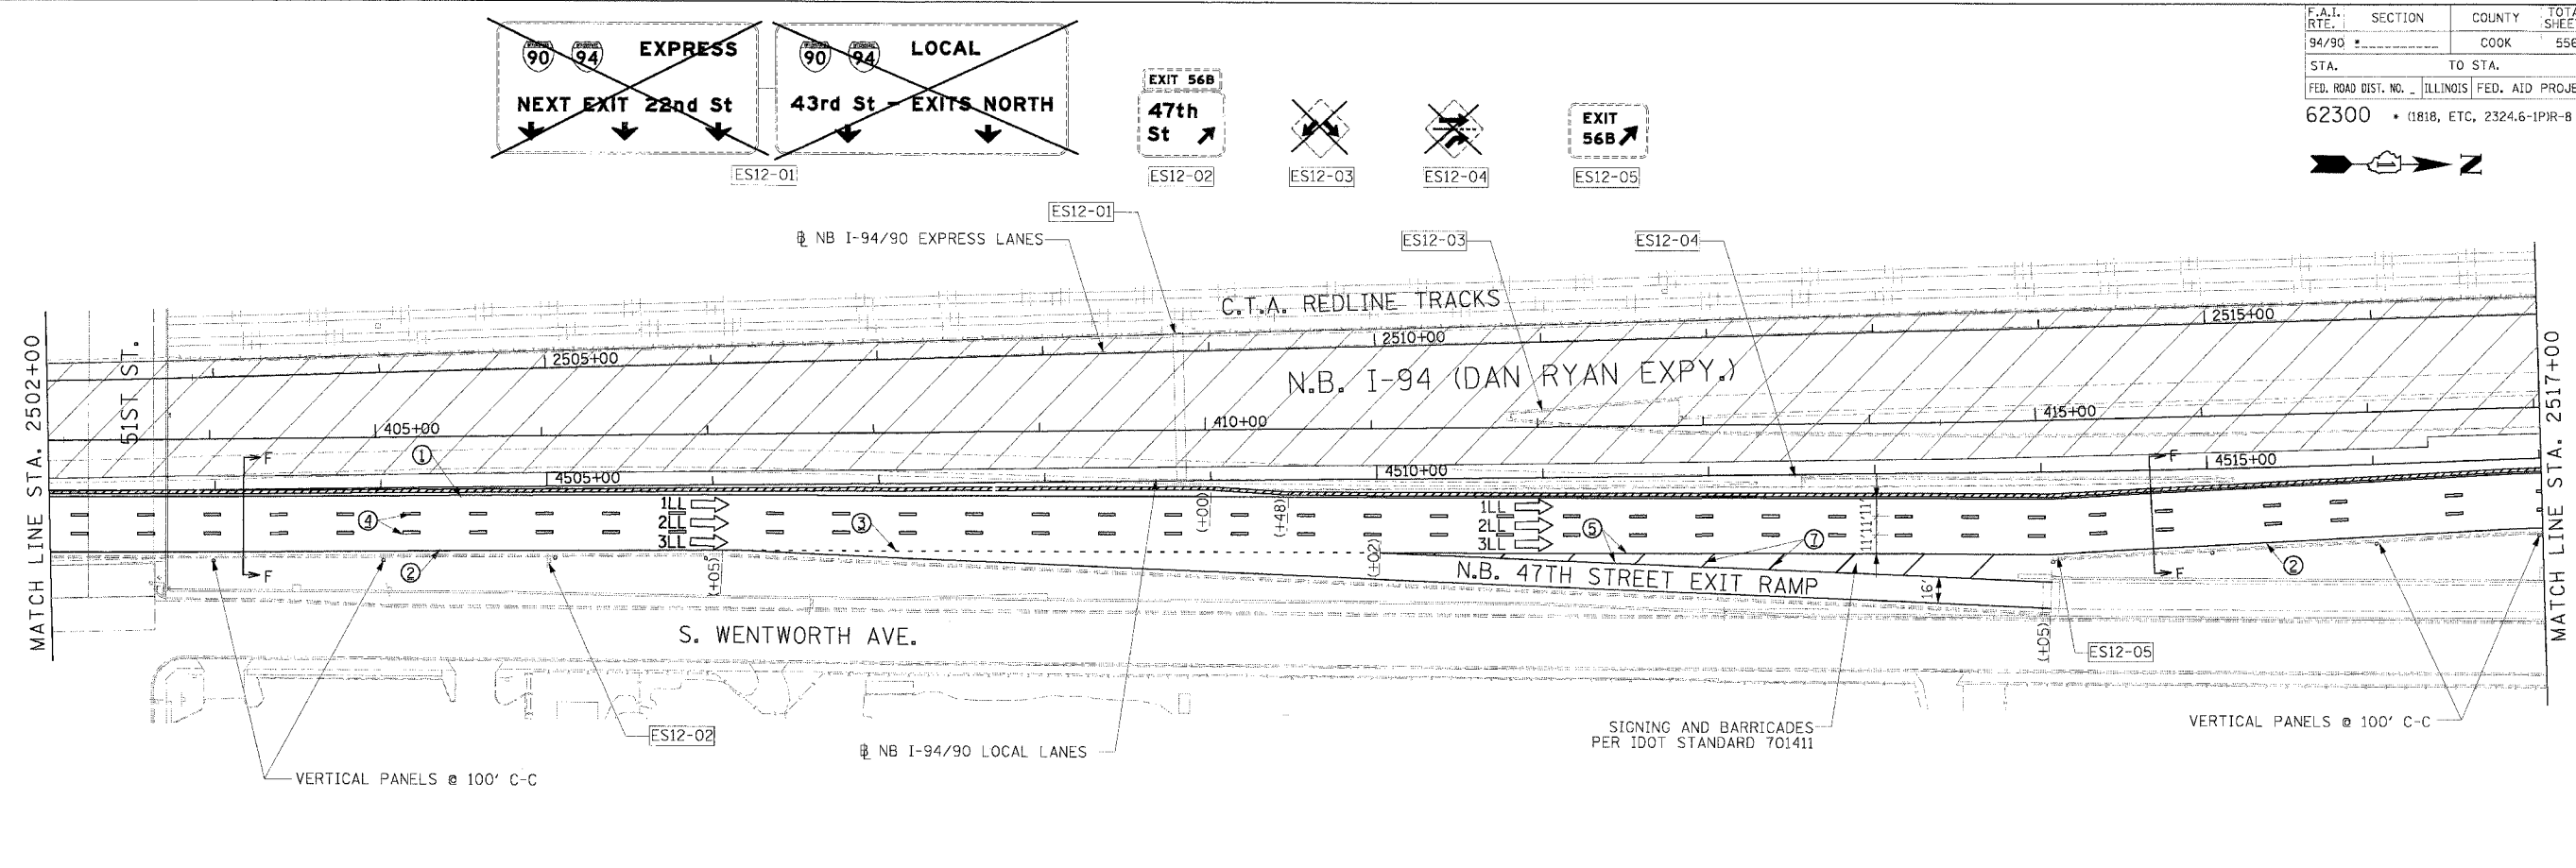 F.A.I. RTE. SECTION COUNTY
94/90 * COOK 556
STA. TO STA.
FED. ROAD DIST. NO. _ ILLINOIS FED. AID
62300 * (1818, ETC, 2324.6-1P)R-8
N
90 94 EXPRESS
NEXT EXIT 22nd St
90 94 LOCAL
43rd St - EXITS NORTH
ES12-01
EXIT 56B
47th
St
ES12-02
ES12-03
ES12-04
EXIT
56B
ES12-05
ES12-01
℄ NB I-94/90 EXPRESS LANES
ES12-03
ES12-04
C.T.A. REDLINE TRACKS
2505+00
2510+00
2515+00
N.B. I-94 (DAN RYAN EXPY.)
MATCH LINE STA. 2502+00
51ST ST.
405+00
410+00
415+00
MATCH LINE STA. 2517+00
F
1
4505+00
4510+00
F
4515+00
1LL
2LL
3LL
4
3
(+00)
(+48)
1LL
2LL
3LL
5
7
11' 11' 11'
F
2
(+05)
(+02)
N.B. 47TH STREET EXIT RAMP
16'
F
2
S. WENTWORTH AVE.
(+05)
ES12-05
ES12-02
℄ NB I-94/90 LOCAL LANES
SIGNING AND BARRICADES
PER IDOT STANDARD 701411
VERTICAL PANELS @ 100' C-C
VERTICAL PANELS @ 100' C-C